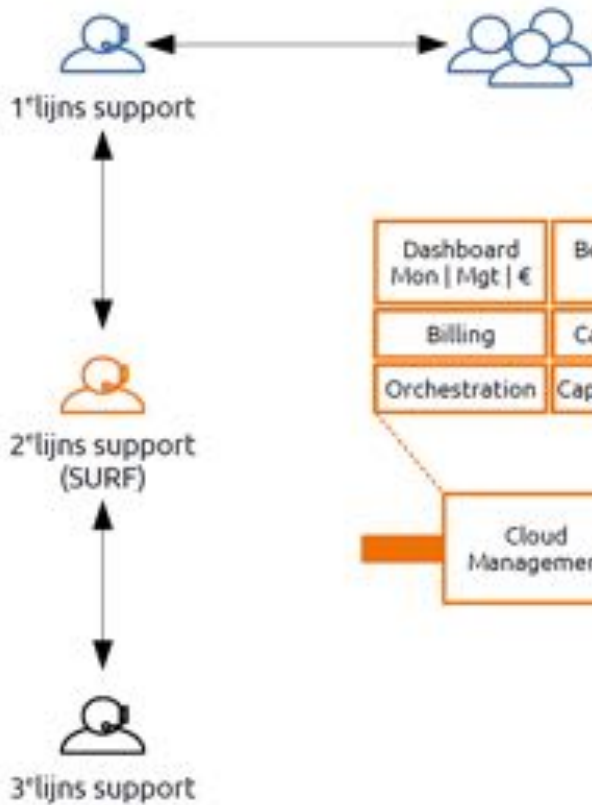 1ᵉlijns support
Dashboard
Mon | Mgt | €
Billing
Orchestration
2ᵉlijns support
(SURF)
Cloud
3ᵉlijns support